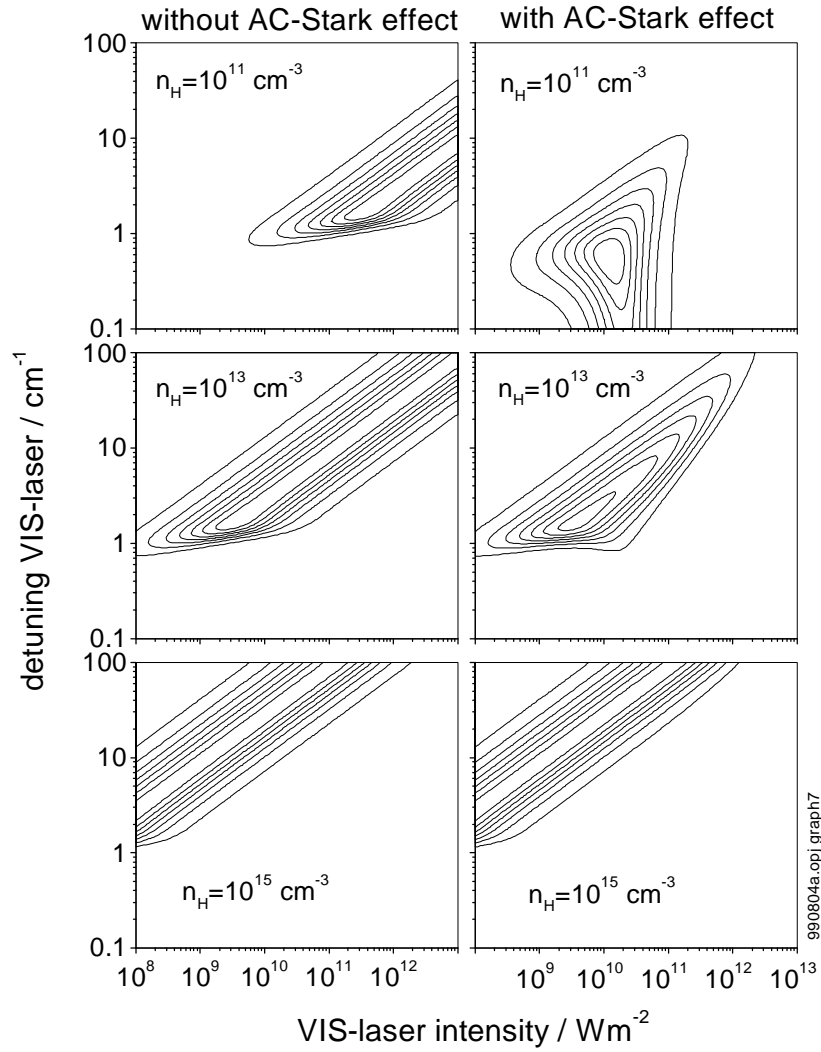 without AC-Stark effect
with AC-Stark effect
100
10
1
0.1
n_H=10^11 cm^-3
n_H=10^11 cm^-3
100
10
1
0.1
n_H=10^13 cm^-3
n_H=10^13 cm^-3
100
10
1
0.1
n_H=10^15 cm^-3
n_H=10^15 cm^-3
detuning VIS-laser / cm^-1
10^8 10^9 10^10 10^11 10^12
10^9 10^10 10^11 10^12 10^13
VIS-laser intensity / Wm^-2
990804a.opj graph7